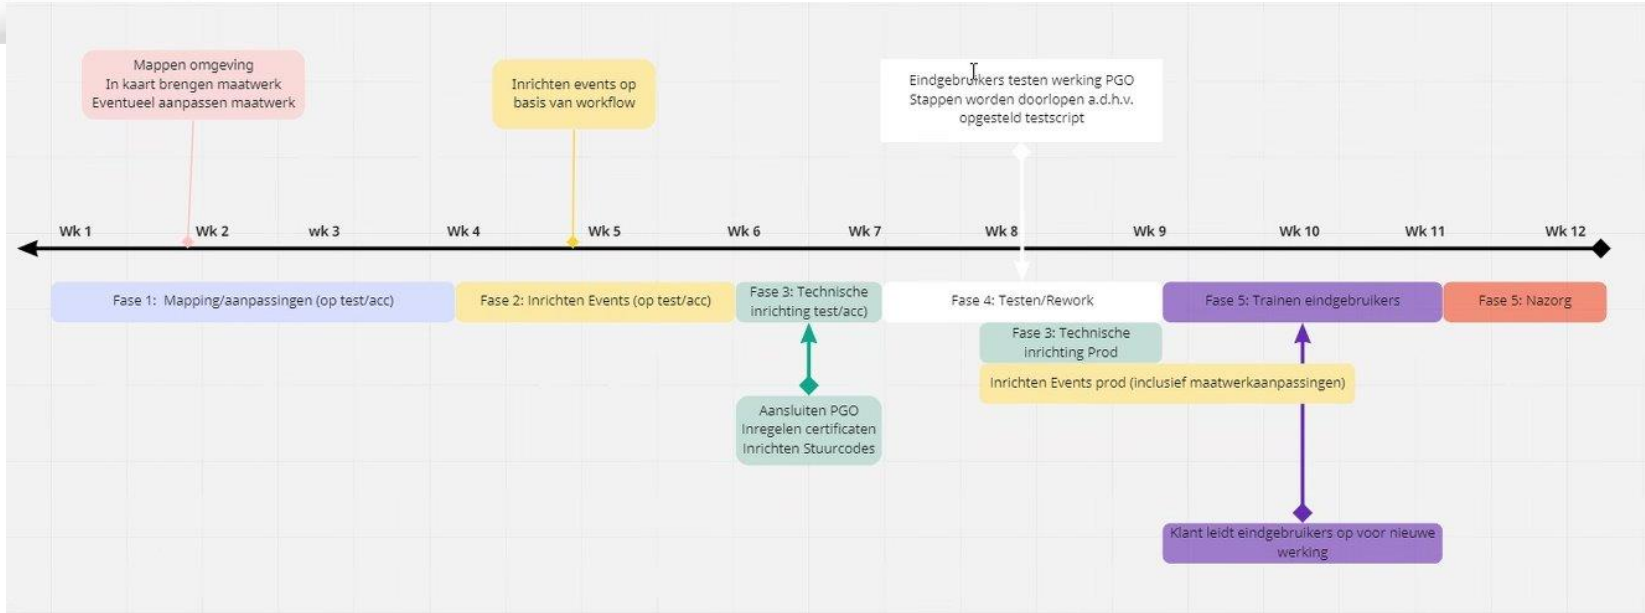 Mappen omgeving
In kaart brengen maatwerk
Eventueel aanpassen maatwerk
Inrichten events op
basis van workflow
Eindgebruikers testen werking PGO
Stappen worden doorlopen a.d.h.v.
opgesteld testscript
Wk 1
Wk 2
wk 3
Wk 4
Wk 5
Wk 6
Wk 7
Wk 8
Wk 9
Wk 10
Wk 11
Wk 12
Fase 1: Mapping/aanpassingen (op test/acc)
Fase 2: Inrichten Events (op test/acc)
Fase 3: Technische
inrichting test/acc)
Fase 4: Testen/Rework
Fase 5: Trainen eindgebruikers
Fase 5: Nazorg
Fase 3: Technische
inrichting Prod
Inrichten Events prod (inclusief maatwerkaanpassingen)
Aansluiten PGO
Inregelen certificaten
Inrichten Stuurcodes
Klant leidt eindgebruikers op voor nieuwe
werking